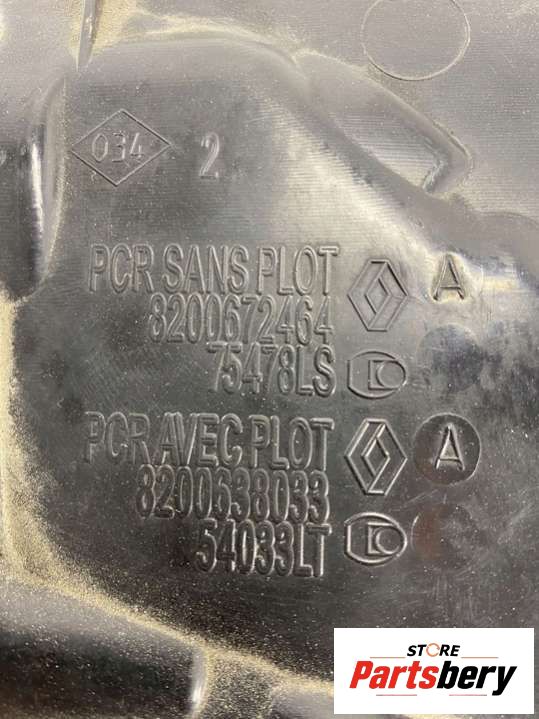 034 2
PCR SANS PLOT A
8200672464
75478LS
PCR AVEC PLOT A
8200638033
54033LT
STORE
Partsbery